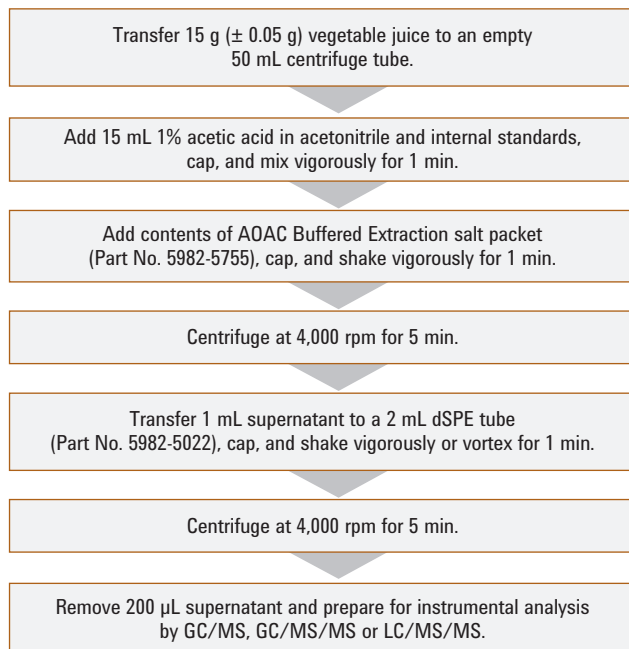 Transfer 15 g (± 0.05 g) vegetable juice to an empty
50 mL centrifuge tube.
Add 15 mL 1% acetic acid in acetonitrile and internal standards,
cap, and mix vigorously for 1 min.
Add contents of AOAC Buffered Extraction salt packet
(Part No. 5982-5755), cap, and shake vigorously for 1 min.
Centrifuge at 4,000 rpm for 5 min.
Transfer 1 mL supernatant to a 2 mL dSPE tube
(Part No. 5982-5022), cap, and shake vigorously or vortex for 1 min.
Centrifuge at 4,000 rpm for 5 min.
Remove 200 µL supernatant and prepare for instrumental analysis
by GC/MS, GC/MS/MS or LC/MS/MS.